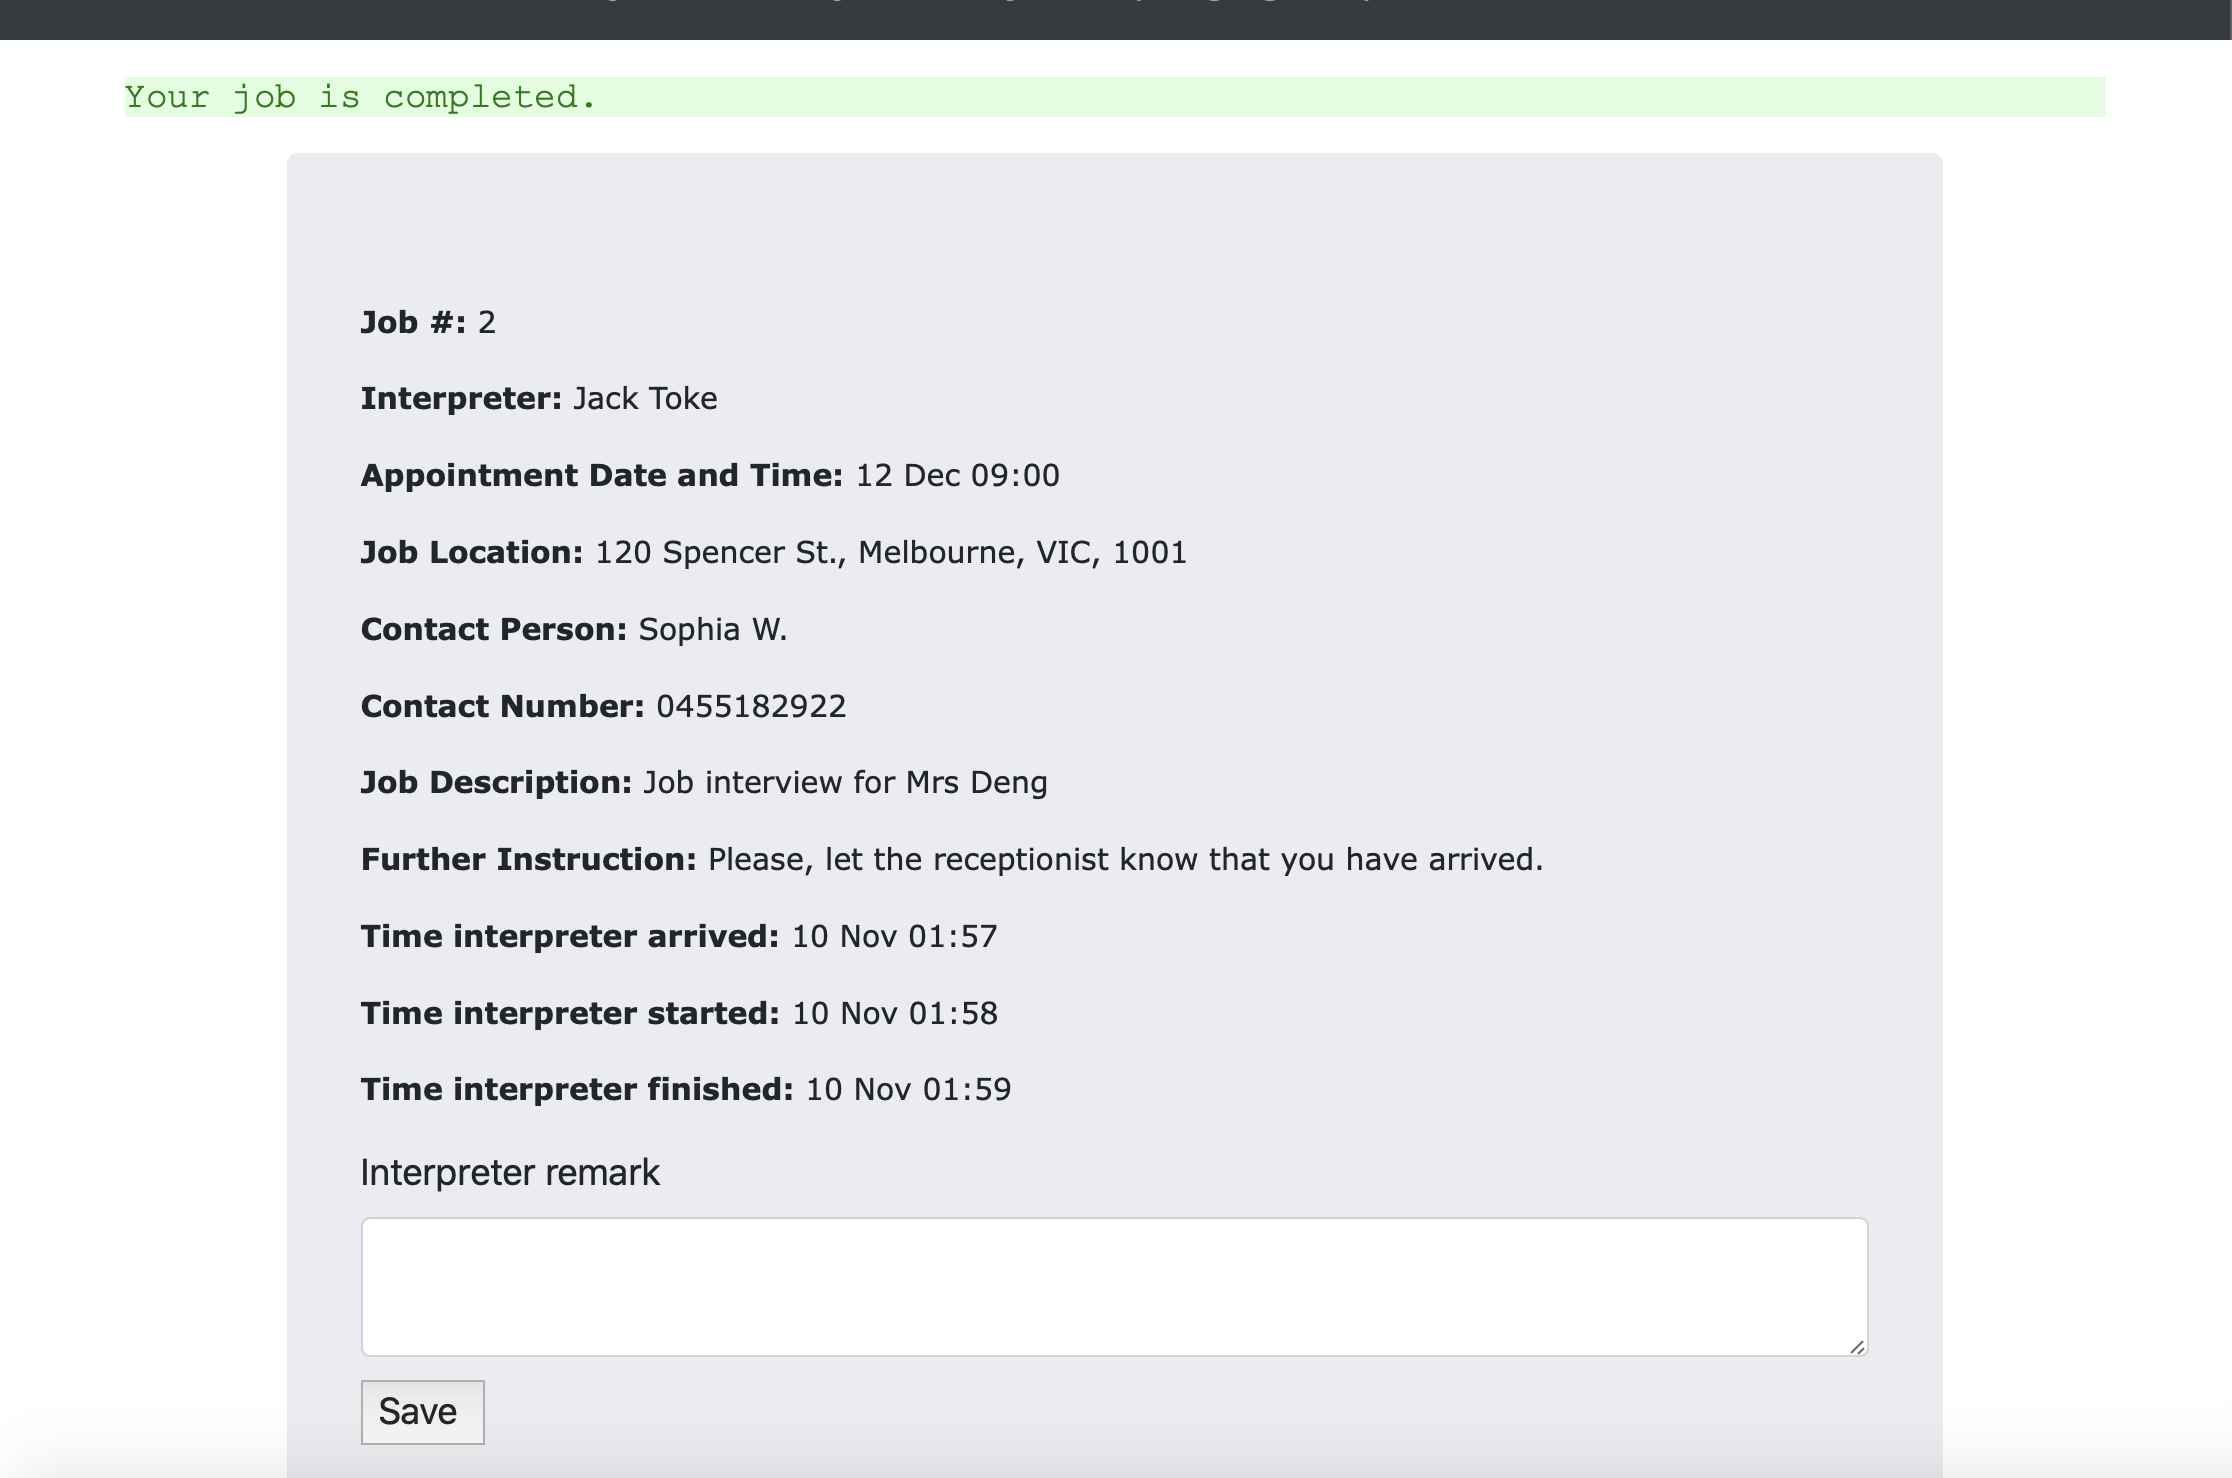 Your job is completed.
Job #: 2
Interpreter: Jack Toke
Appointment Date and Time: 12 Dec 09:00
Job Location: 120 Spencer St., Melbourne, VIC, 1001
Contact Person: Sophia W.
Contact Number: 0455182922
Job Description: Job interview for Mrs Deng
Further Instruction: Please, let the receptionist know that you have arrived.
Time interpreter arrived: 10 Nov 01:57
Time interpreter started: 10 Nov 01:58
Time interpreter finished: 10 Nov 01:59
Interpreter remark
Save